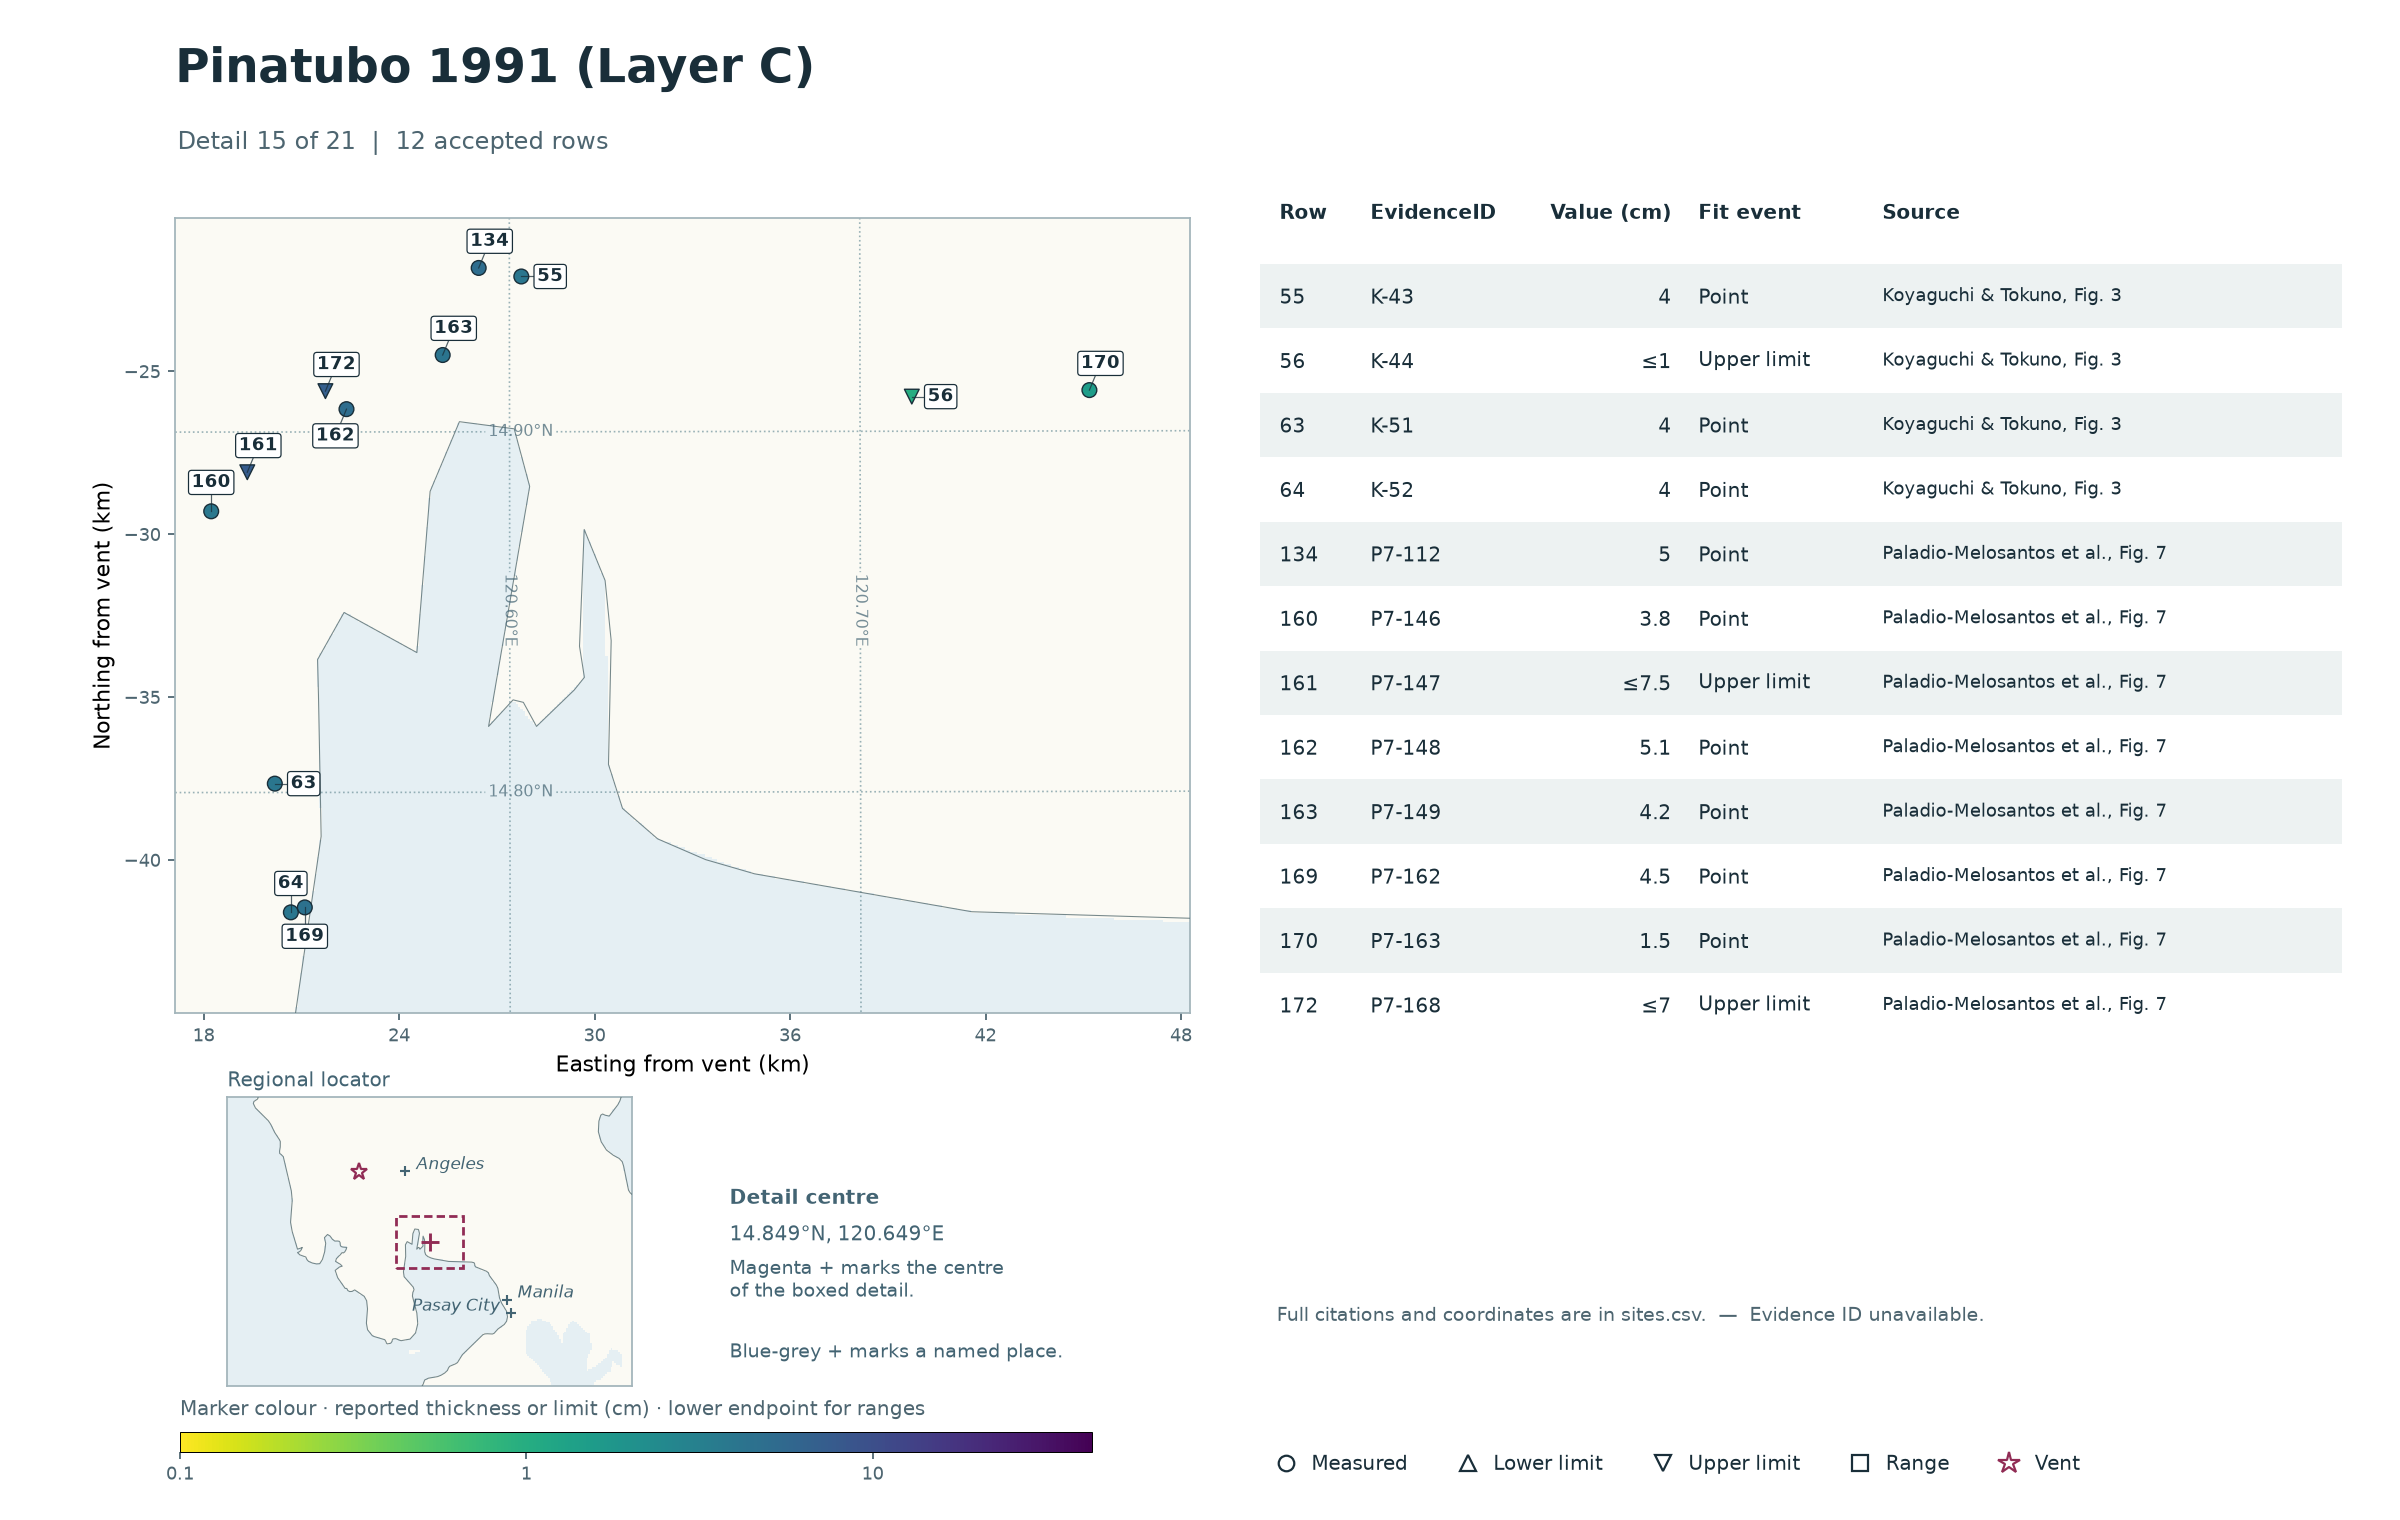 Pinatubo 1991 (Layer C)
Detail 15 of 21 | 12 accepted rows
134
55
163
172
170
56
162
161
160
14.90°N
120.60°E
120.70°E
14.80°N
63
64
169
−25
−30
−35
−40
Northing from vent (km)
18 24 30 36 42 48
Easting from vent (km)
Row EvidenceID Value (cm) Fit event Source
55 K-43 4 Point Koyaguchi & Tokuno, Fig. 3
56 K-44 ≤1 Upper limit Koyaguchi & Tokuno, Fig. 3
63 K-51 4 Point Koyaguchi & Tokuno, Fig. 3
64 K-52 4 Point Koyaguchi & Tokuno, Fig. 3
134 P7-112 5 Point Paladio-Melosantos et al., Fig. 7
160 P7-146 3.8 Point Paladio-Melosantos et al., Fig. 7
161 P7-147 ≤7.5 Upper limit Paladio-Melosantos et al., Fig. 7
162 P7-148 5.1 Point Paladio-Melosantos et al., Fig. 7
163 P7-149 4.2 Point Paladio-Melosantos et al., Fig. 7
169 P7-162 4.5 Point Paladio-Melosantos et al., Fig. 7
170 P7-163 1.5 Point Paladio-Melosantos et al., Fig. 7
172 P7-168 ≤7 Upper limit Paladio-Melosantos et al., Fig. 7
Regional locator
Angeles
Manila
Pasay City
Detail centre
14.849°N, 120.649°E
Magenta + marks the centre
of the boxed detail.
Blue-grey + marks a named place.
Full citations and coordinates are in sites.csv. — Evidence ID unavailable.
Marker colour · reported thickness or limit (cm) · lower endpoint for ranges
0.1 1 10
Measured Lower limit Upper limit Range Vent